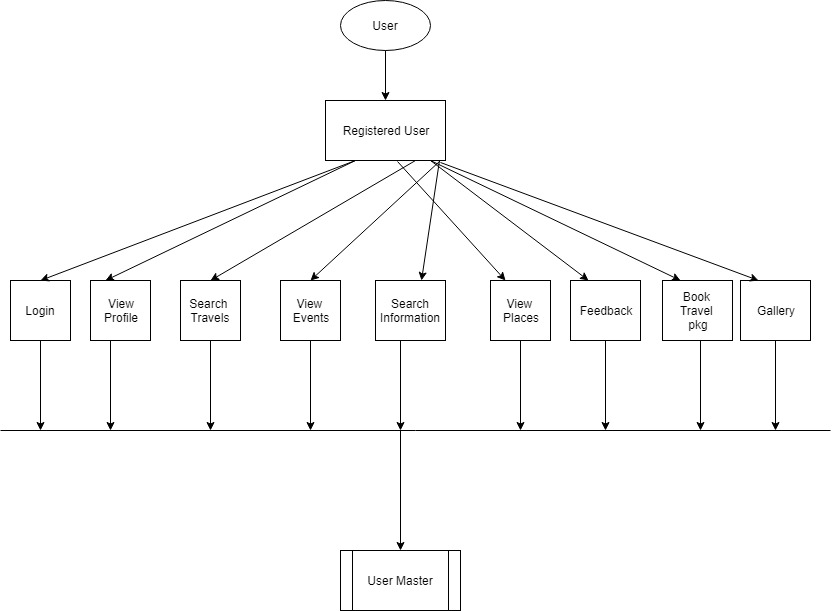 User
Registered User
Login
View
Profile
Search
Travels
View
Events
Search
Information
View
Places
Feedback
Book
Travel
pkg
Gallery
User Master